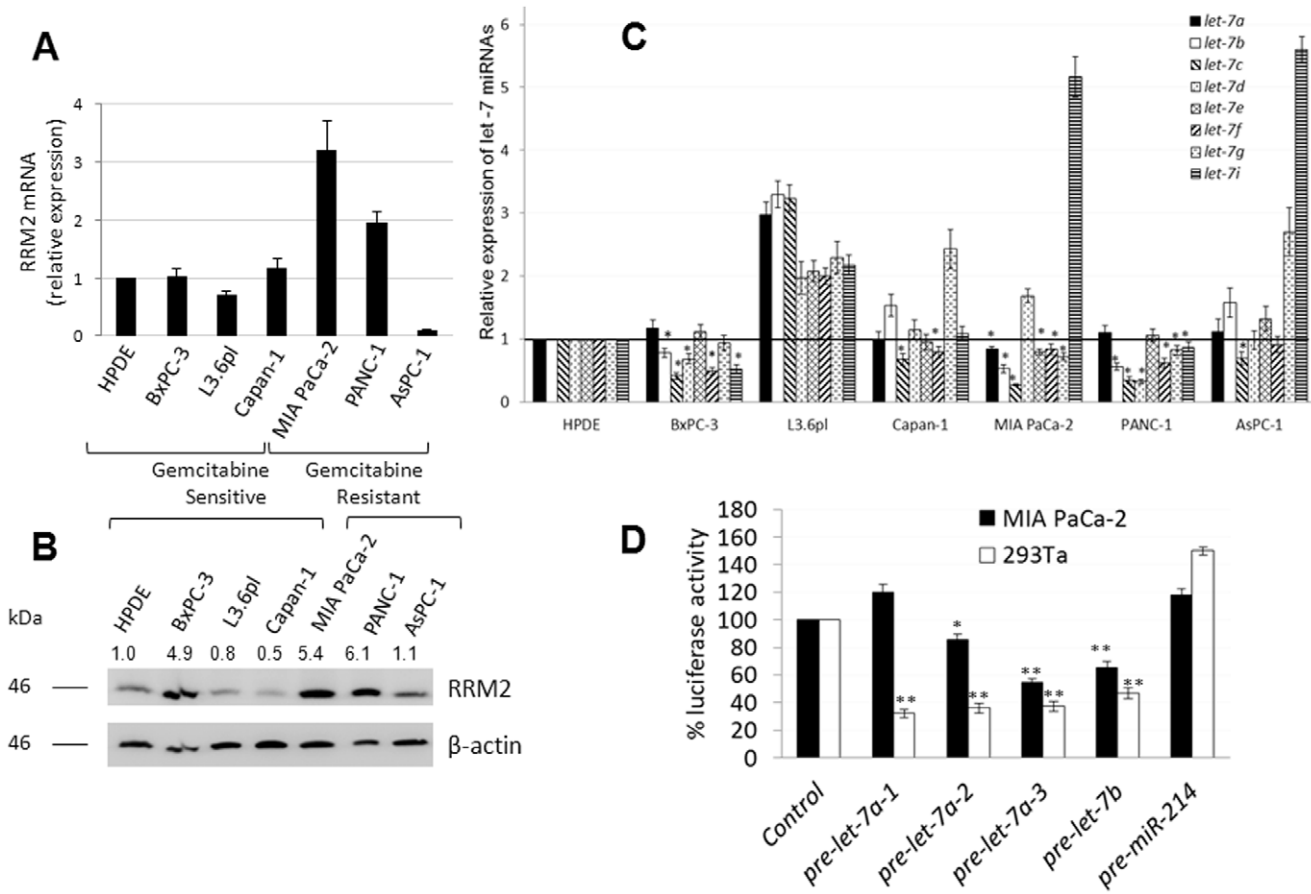 A
RRM2 mRNA
(relative expression)
4
3
2
1
0
HPDE
BxPC-3
L3.6pl
Capan-1
MIA PaCa-2
PANC-1
AsPC-1
Gemcitabine
Sensitive
Gemcitabine
Resistant
B
kDa
HPDE
BxPC-3
L3.6pl
Capan-1
MIA PaCa-2
PANC-1
AsPC-1
1.0 4.9 0.8 0.5 5.4 6.1 1.1
46
RRM2
46
β-actin
C
Relative expression of let -7 miRNAs
6
5
4
3
2
1
0
let-7a
let-7b
let-7c
let-7d
let-7e
let-7f
let-7g
let-7i
* * * * *
* *
* * * * * *
* * * * * *
*
HPDE BxPC-3 L3.6pl Capan-1 MIA PaCa-2 PANC-1 AsPC-1
D
% luciferase activity
180
160
140
120
100
80
60
40
20
0
MIA PaCa-2
293Ta
**
* **
** **
** **
Control
pre-let-7a-1
pre-let-7a-2
pre-let-7a-3
pre-let-7b
pre-miR-214